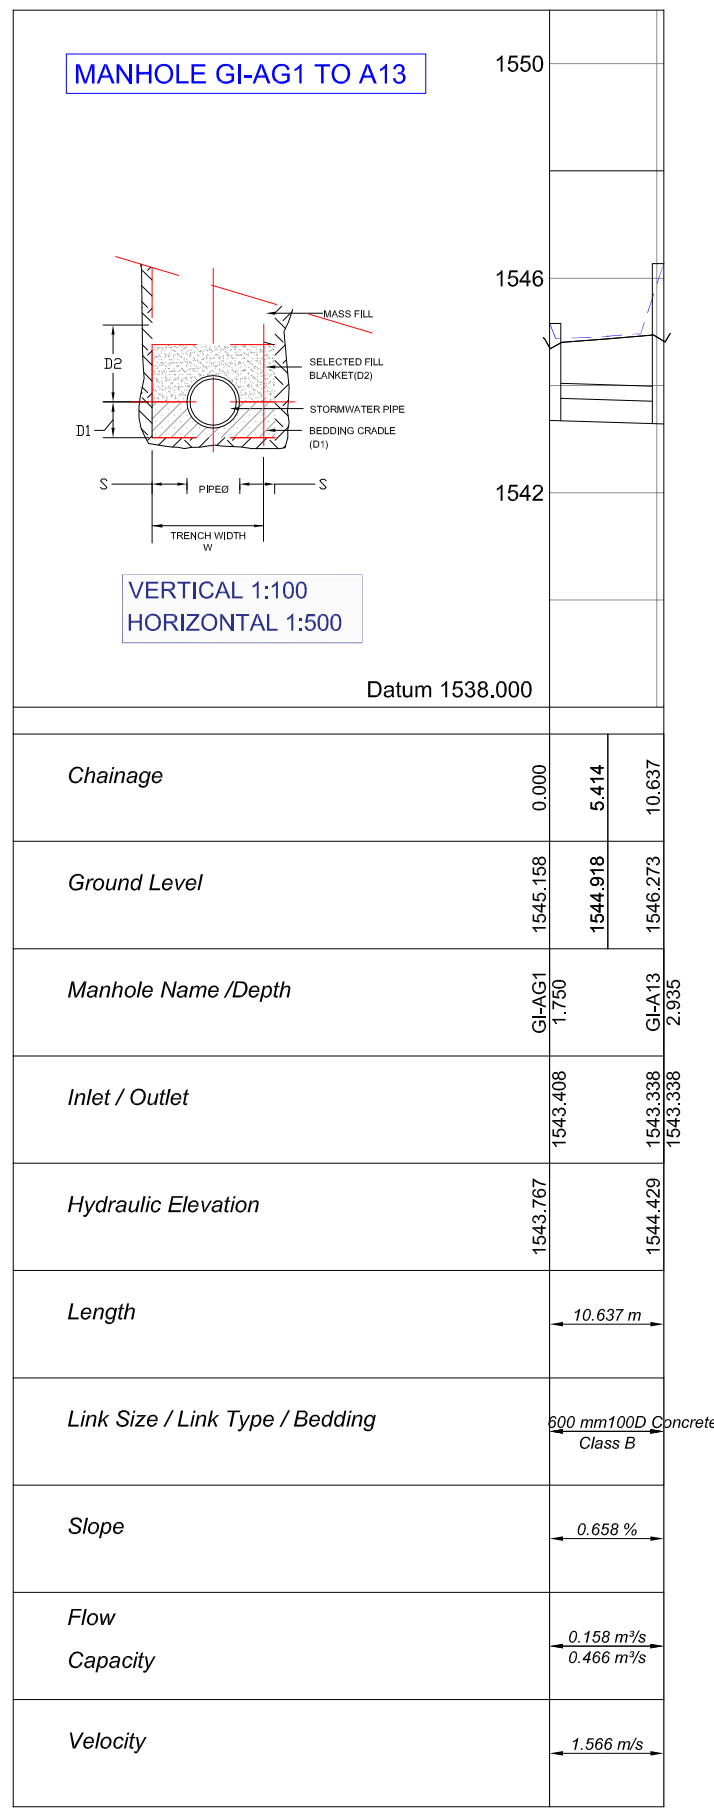 MANHOLE GI-AG1 TO A13
1550
1546
1542
MASS FILL
D2
SELECTED FILL
BLANKET(D2)
STORMWATER PIPE
D1
BEDDING CRADLE
(D1)
S
PIPEØ
S
TRENCH WIDTH
W
VERTICAL 1:100
HORIZONTAL 1:500
Datum 1538.000
Chainage
0.000
5.414
10.637
Ground Level
1545.158
1544.918
1546.273
Manhole Name /Depth
GI-AG1
1.750
GI-A13
2.935
Inlet / Outlet
1543.408
1543.338
1543.338
Hydraulic Elevation
1543.767
1544.429
Length
10.637 m
Link Size / Link Type / Bedding
600 mm100D Concrete
Class B
Slope
0.658 %
Flow
0.158 m³/s
Capacity
0.466 m³/s
Velocity
1.566 m/s